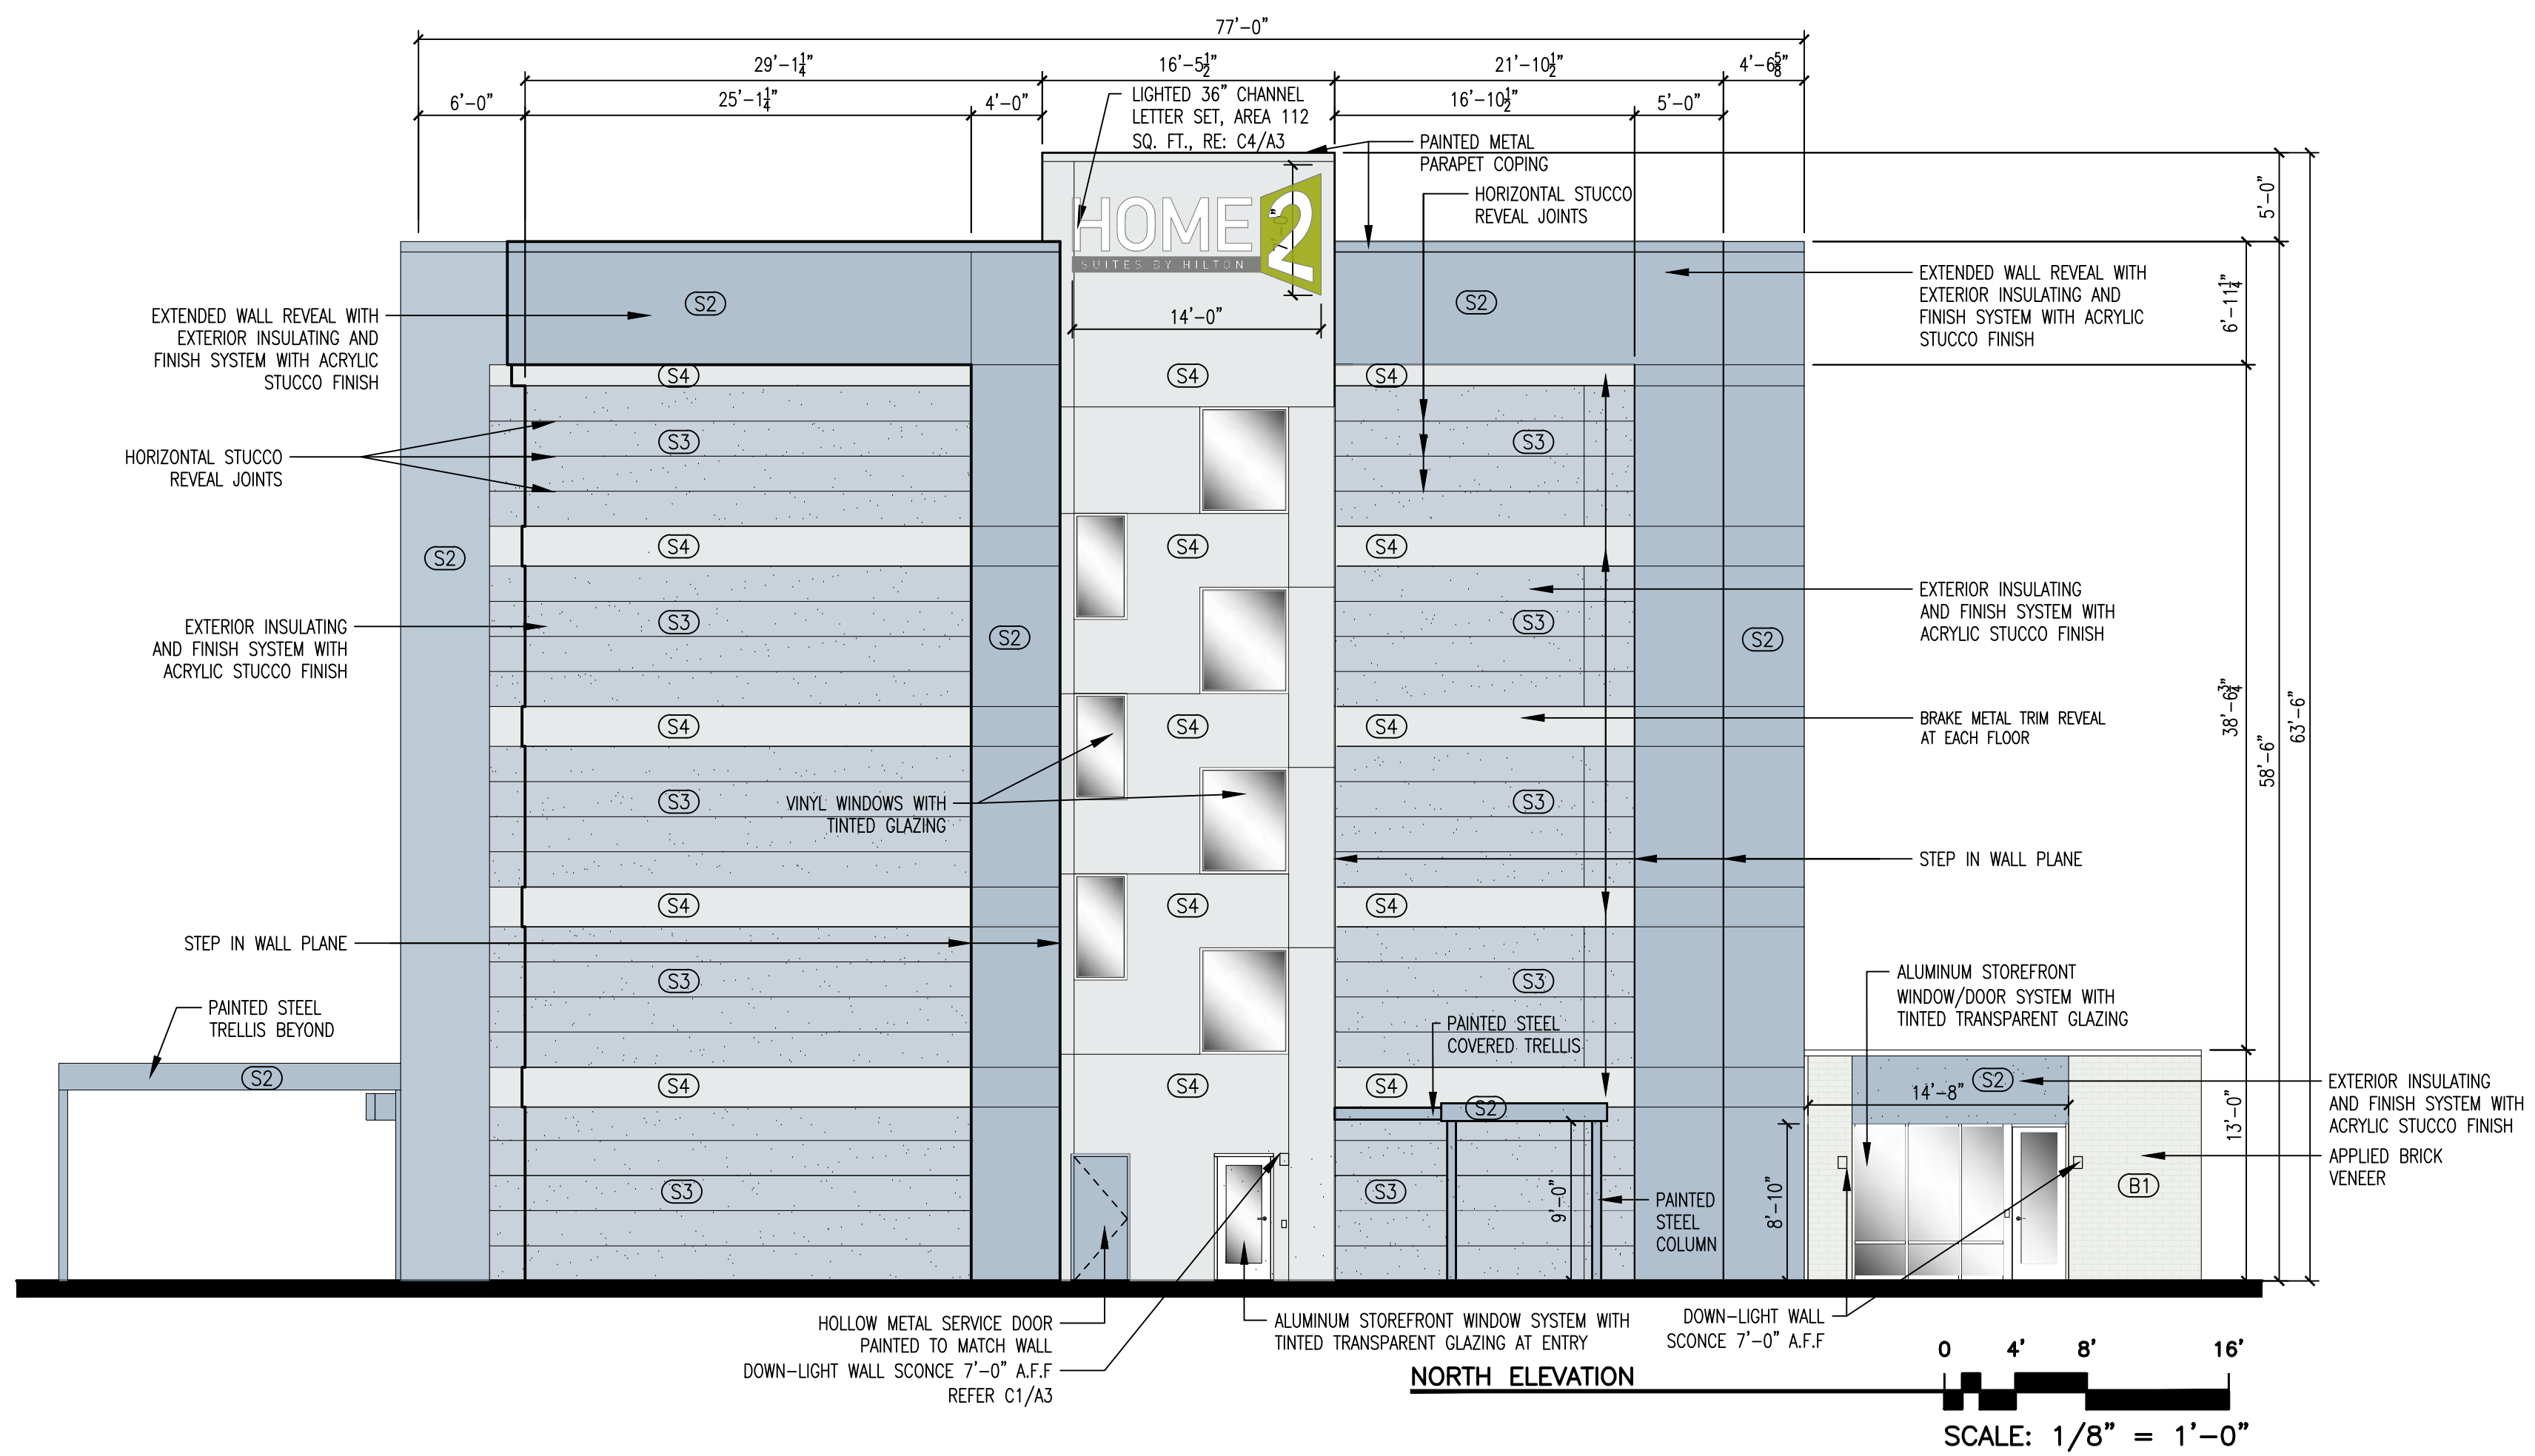 77'-0"
29'-1 1/4"
16'-5 1/2"
21'-10 1/2"
4'-6 5/8"
6'-0"
25'-1 1/4"
4'-0"
16'-10 1/2"
5'-0"
LIGHTED 36" CHANNEL
LETTER SET, AREA 112
SQ. FT., RE: C4/A3
PAINTED METAL
PARAPET COPING
HORIZONTAL STUCCO
REVEAL JOINTS
5'-0"
HOME2
SUITES BY HILTON
7'-0"
14'-0"
S2
S2
EXTENDED WALL REVEAL WITH
EXTERIOR INSULATING AND
FINISH SYSTEM WITH ACRYLIC
STUCCO FINISH
6'-11 1/4"
EXTENDED WALL REVEAL WITH
EXTERIOR INSULATING AND
FINISH SYSTEM WITH ACRYLIC
STUCCO FINISH
S4
S4
S4
S3
S3
HORIZONTAL STUCCO
REVEAL JOINTS
S2
S4
S4
S4
EXTERIOR INSULATING
AND FINISH SYSTEM WITH
ACRYLIC STUCCO FINISH
S3
S2
S3
S2
EXTERIOR INSULATING
AND FINISH SYSTEM WITH
ACRYLIC STUCCO FINISH
38'-6 3/4"
58'-6"
63'-6"
S4
S4
S4
BRAKE METAL TRIM REVEAL
AT EACH FLOOR
S3
VINYL WINDOWS WITH
TINTED GLAZING
S3
STEP IN WALL PLANE
S4
S4
S4
STEP IN WALL PLANE
S3
S3
ALUMINUM STOREFRONT
WINDOW/DOOR SYSTEM WITH
TINTED TRANSPARENT GLAZING
PAINTED STEEL
TRELLIS BEYOND
PAINTED STEEL
COVERED TRELLIS
S2
S4
S4
S4
S2
S2
14'-8"
13'-0"
EXTERIOR INSULATING
AND FINISH SYSTEM WITH
ACRYLIC STUCCO FINISH
APPLIED BRICK
VENEER
S3
S3
9'-0"
PAINTED
STEEL
COLUMN
8'-10"
B1
HOLLOW METAL SERVICE DOOR
PAINTED TO MATCH WALL
DOWN-LIGHT WALL SCONCE 7'-0" A.F.F
REFER C1/A3
ALUMINUM STOREFRONT WINDOW SYSTEM WITH
TINTED TRANSPARENT GLAZING AT ENTRY
DOWN-LIGHT WALL
SCONCE 7'-0" A.F.F
NORTH ELEVATION
0 4' 8' 16'
SCALE: 1/8" = 1'-0"